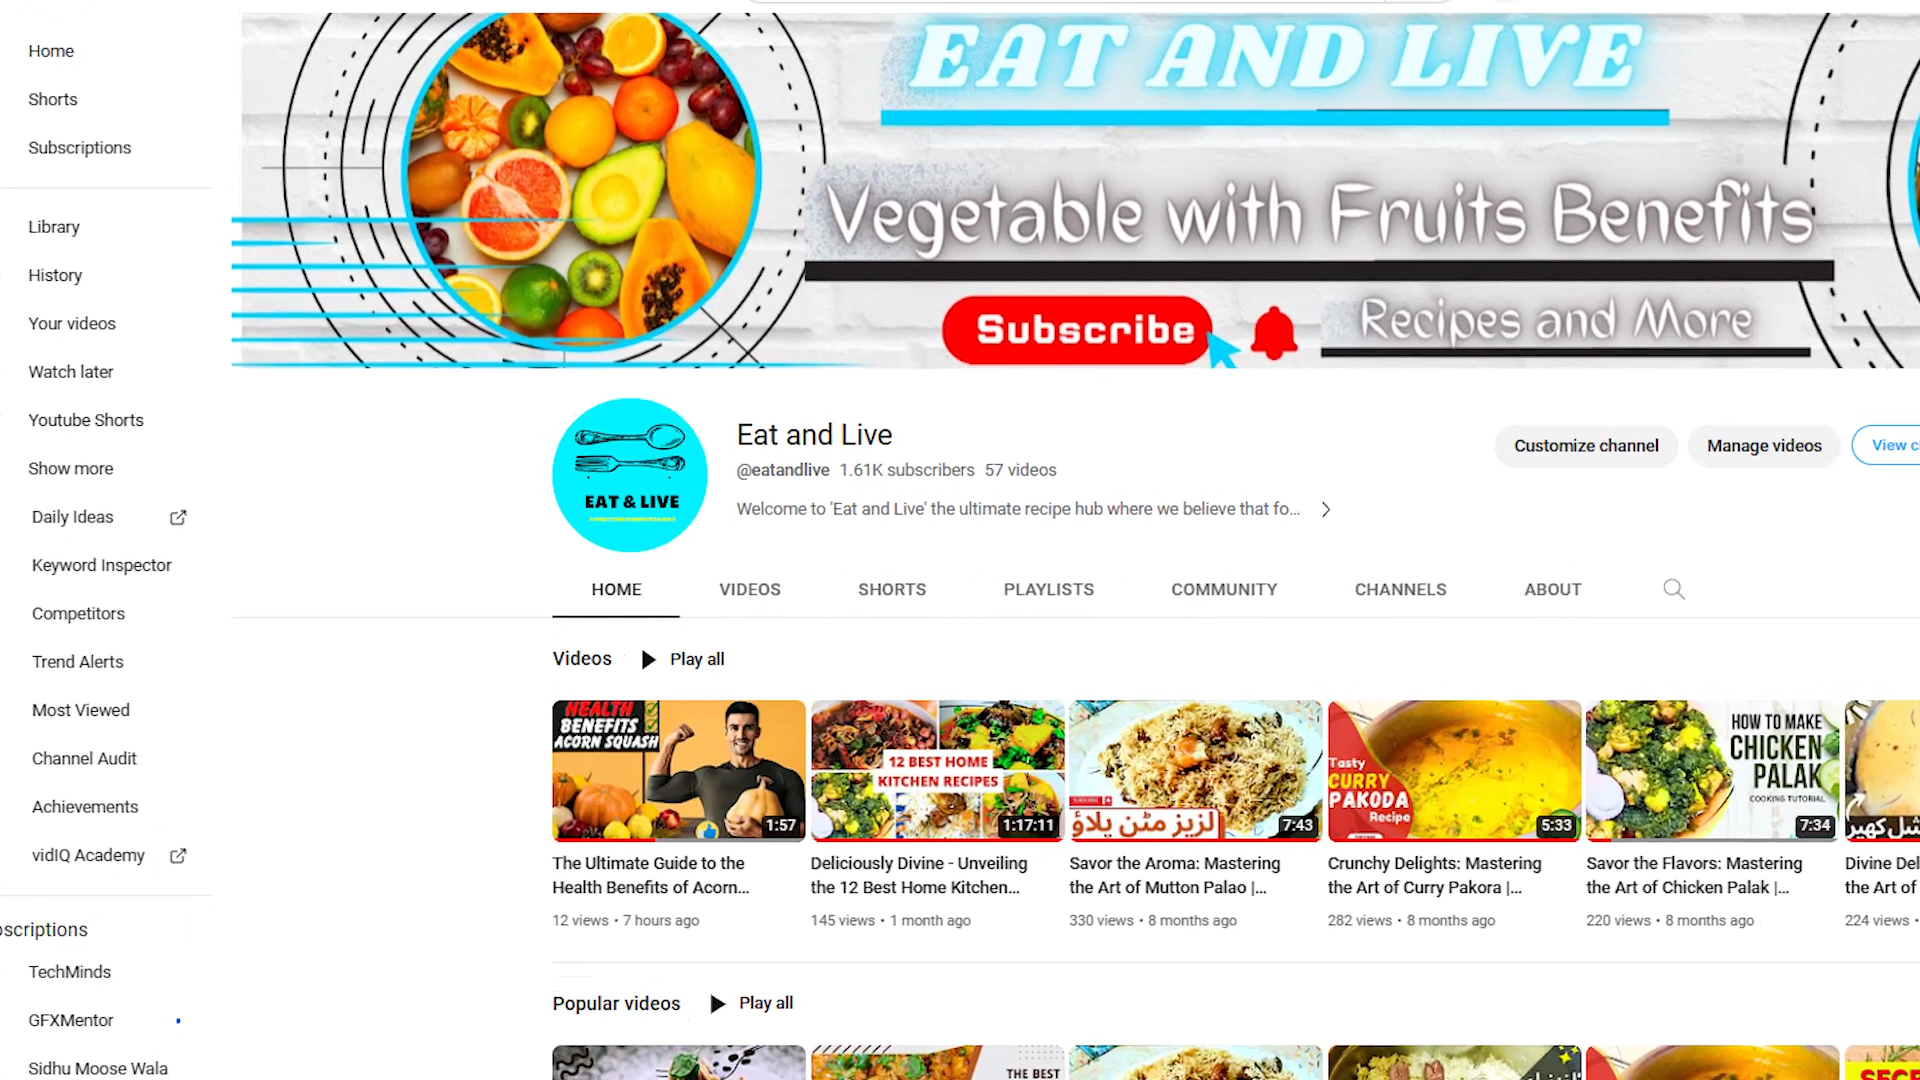 Home
Shorts
Subscriptions
Library
History
Your videos
Watch later
Youtube Shorts
Show more
Daily Ideas
Keyword Inspector
Competitors
Trend Alerts
Most Viewed
Channel Audit
Achievements
vidIQ Academy
scriptions
TechMinds
GFXMentor
Sidhu Moose Wala
EAT AND LIVE
Vegetable with Fruits Benefits
Subscribe
Recipes and More
EAT & LIVE
Eat and Live
@eatandlive 1.61K subscribers 57 videos
Welcome to 'Eat and Live' the ultimate recipe hub where we believe that fo...
Customize channel
Manage videos
View c
HOME
VIDEOS
SHORTS
PLAYLISTS
COMMUNITY
CHANNELS
ABOUT
Videos
Play all
HEALTH
BENEFITS
ACORN SQUASH
1:57
The Ultimate Guide to the
Health Benefits of Acorn...
12 views • 7 hours ago
12 BEST HOME
KITCHEN RECIPES
1:17:11
Deliciously Divine - Unveiling
the 12 Best Home Kitchen...
145 views • 1 month ago
لزیز مٹن پلاؤ
7:43
Savor the Aroma: Mastering
the Art of Mutton Palao |...
330 views • 8 months ago
Tasty
CURRY
PAKODA
Recipe
5:33
Crunchy Delights: Mastering
the Art of Curry Pakora |...
282 views • 8 months ago
HOW TO MAKE
CHICKEN
PALAK
COOKING TUTORIAL
7:34
Savor the Flavors: Mastering
the Art of Chicken Palak |...
220 views • 8 months ago
Divine Del
the Art of
224 views •
Popular videos
Play all
THE BEST